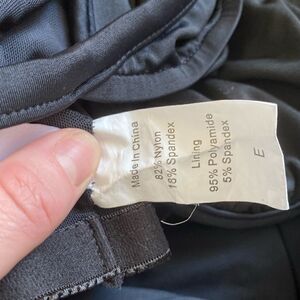 Made In China
82% Nylon
18% Spandex
Lining
95% Polyamide
5% Spandex
E